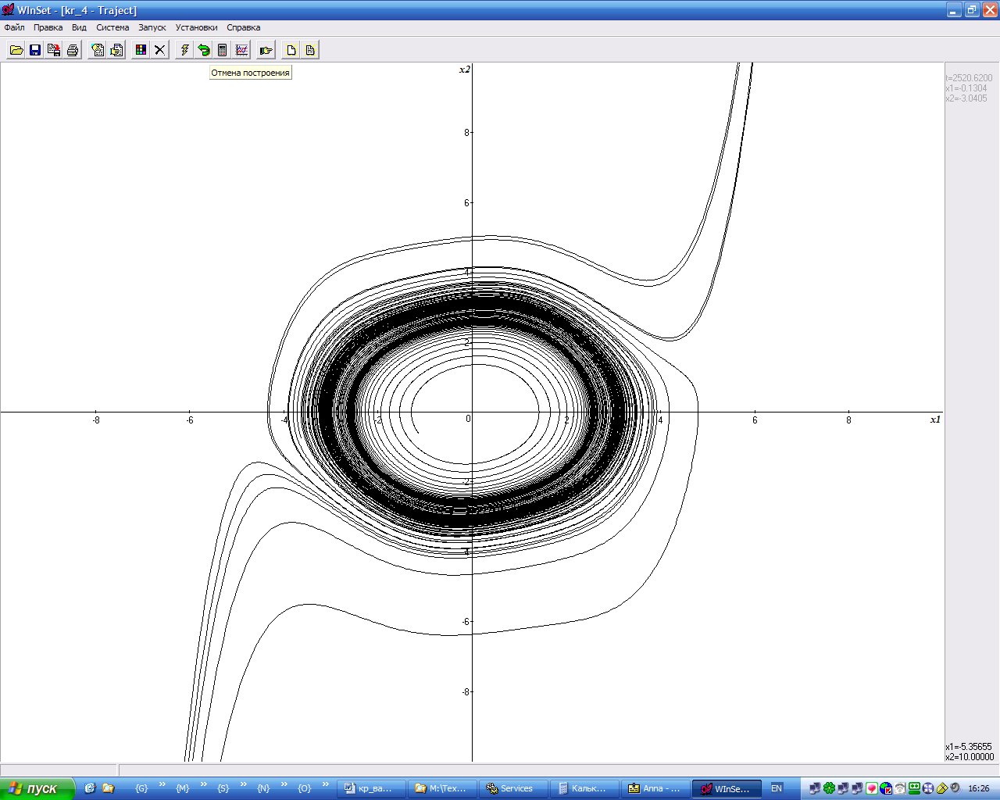 WInSet - [kr_4 - Traject]
Файл Правка Вид Система Запуск Установки Справка
Отмена построения
x2
t=2520.6200
x1=-0.1304
x2=-3.0405
8
6
4
2
-8 -6 -4 -2 0 2 4 6 8 x1
-2
-4
-6
-8
x1=-5.35655
x2=10.00000
пуск {G} » {M} » {S} » {N} » {O} » кр_ва... M:\Tex... Services Кальк... Anna - ... WInSe... EN 16:26